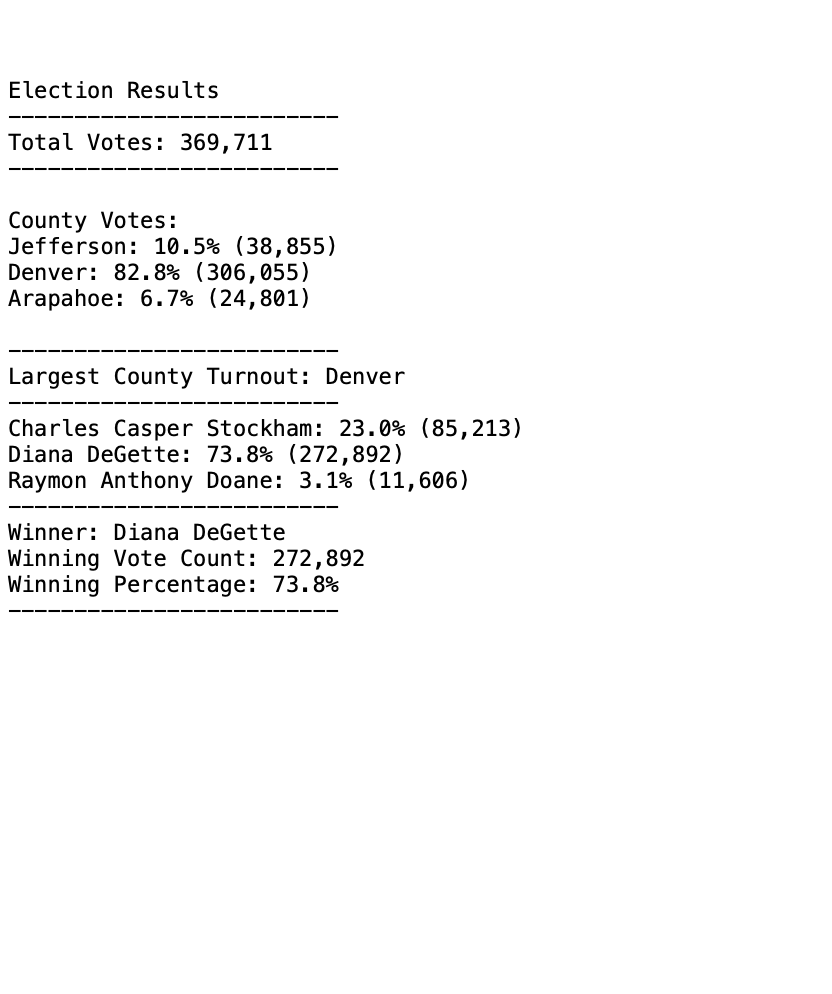 Election Results
-------------------------
Total Votes: 369,711
-------------------------
County Votes:
Jefferson: 10.5% (38,855)
Denver: 82.8% (306,055)
Arapahoe: 6.7% (24,801)
-------------------------
Largest County Turnout: Denver
-------------------------
Charles Casper Stockham: 23.0% (85,213)
Diana DeGette: 73.8% (272,892)
Raymon Anthony Doane: 3.1% (11,606)
-------------------------
Winner: Diana DeGette
Winning Vote Count: 272,892
Winning Percentage: 73.8%
-------------------------